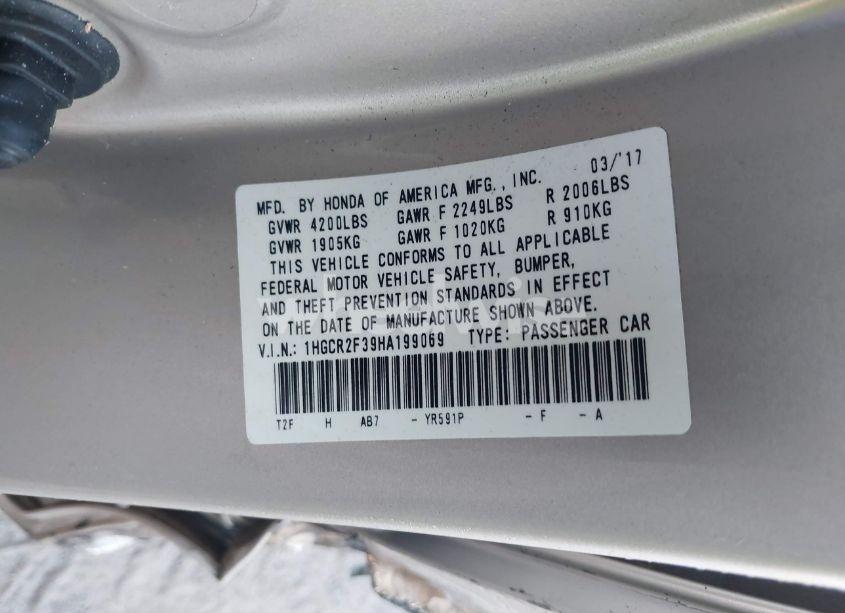 MFD. BY HONDA OF AMERICA MFG., INC. 03/'17
GVWR 4200LBS GAWR F 2249LBS R 2006LBS
GVWR 1905KG GAWR F 1020KG R 910KG
THIS VEHICLE CONFORMS TO ALL APPLICABLE
FEDERAL MOTOR VEHICLE SAFETY, BUMPER,
AND THEFT PREVENTION STANDARDS IN EFFECT
ON THE DATE OF MANUFACTURE SHOWN ABOVE.
V.I.N.: 1HGCR2F39HA199069 TYPE: PASSENGER CAR
T2F H AB7 - YR591P - F - A